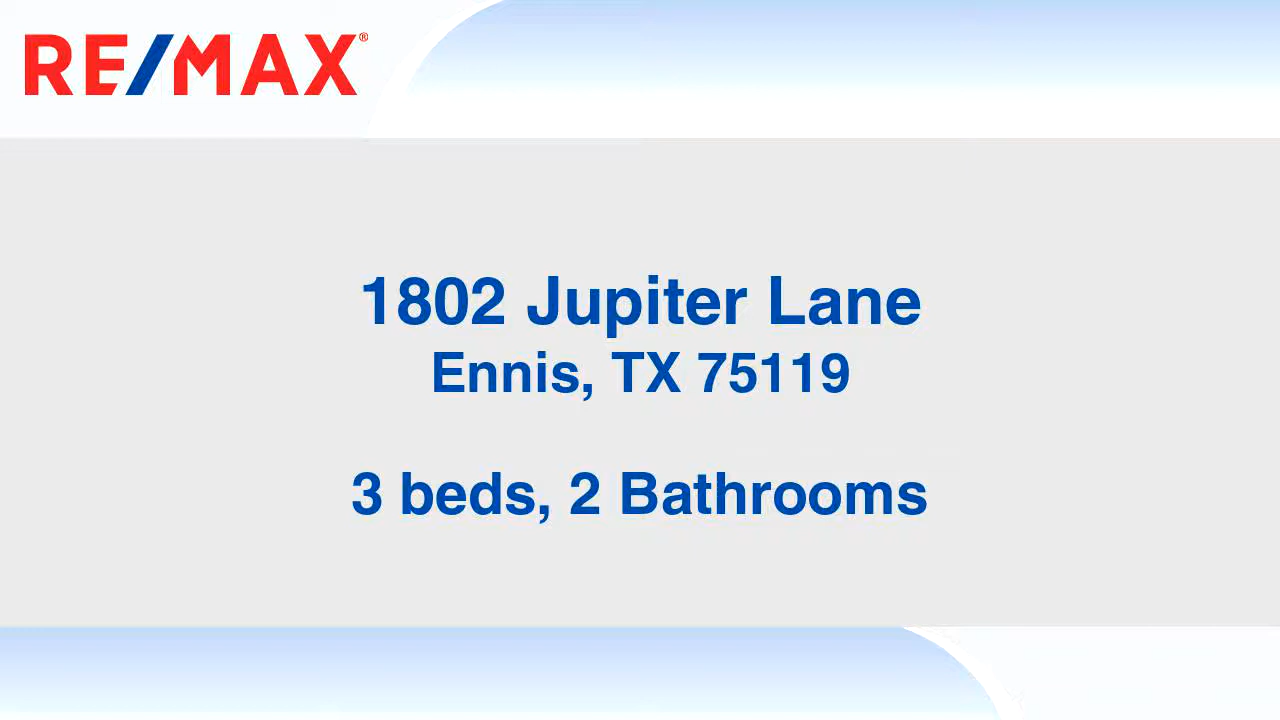 RE/MAX®
1802 Jupiter Lane
Ennis, TX 75119
3 beds, 2 Bathrooms